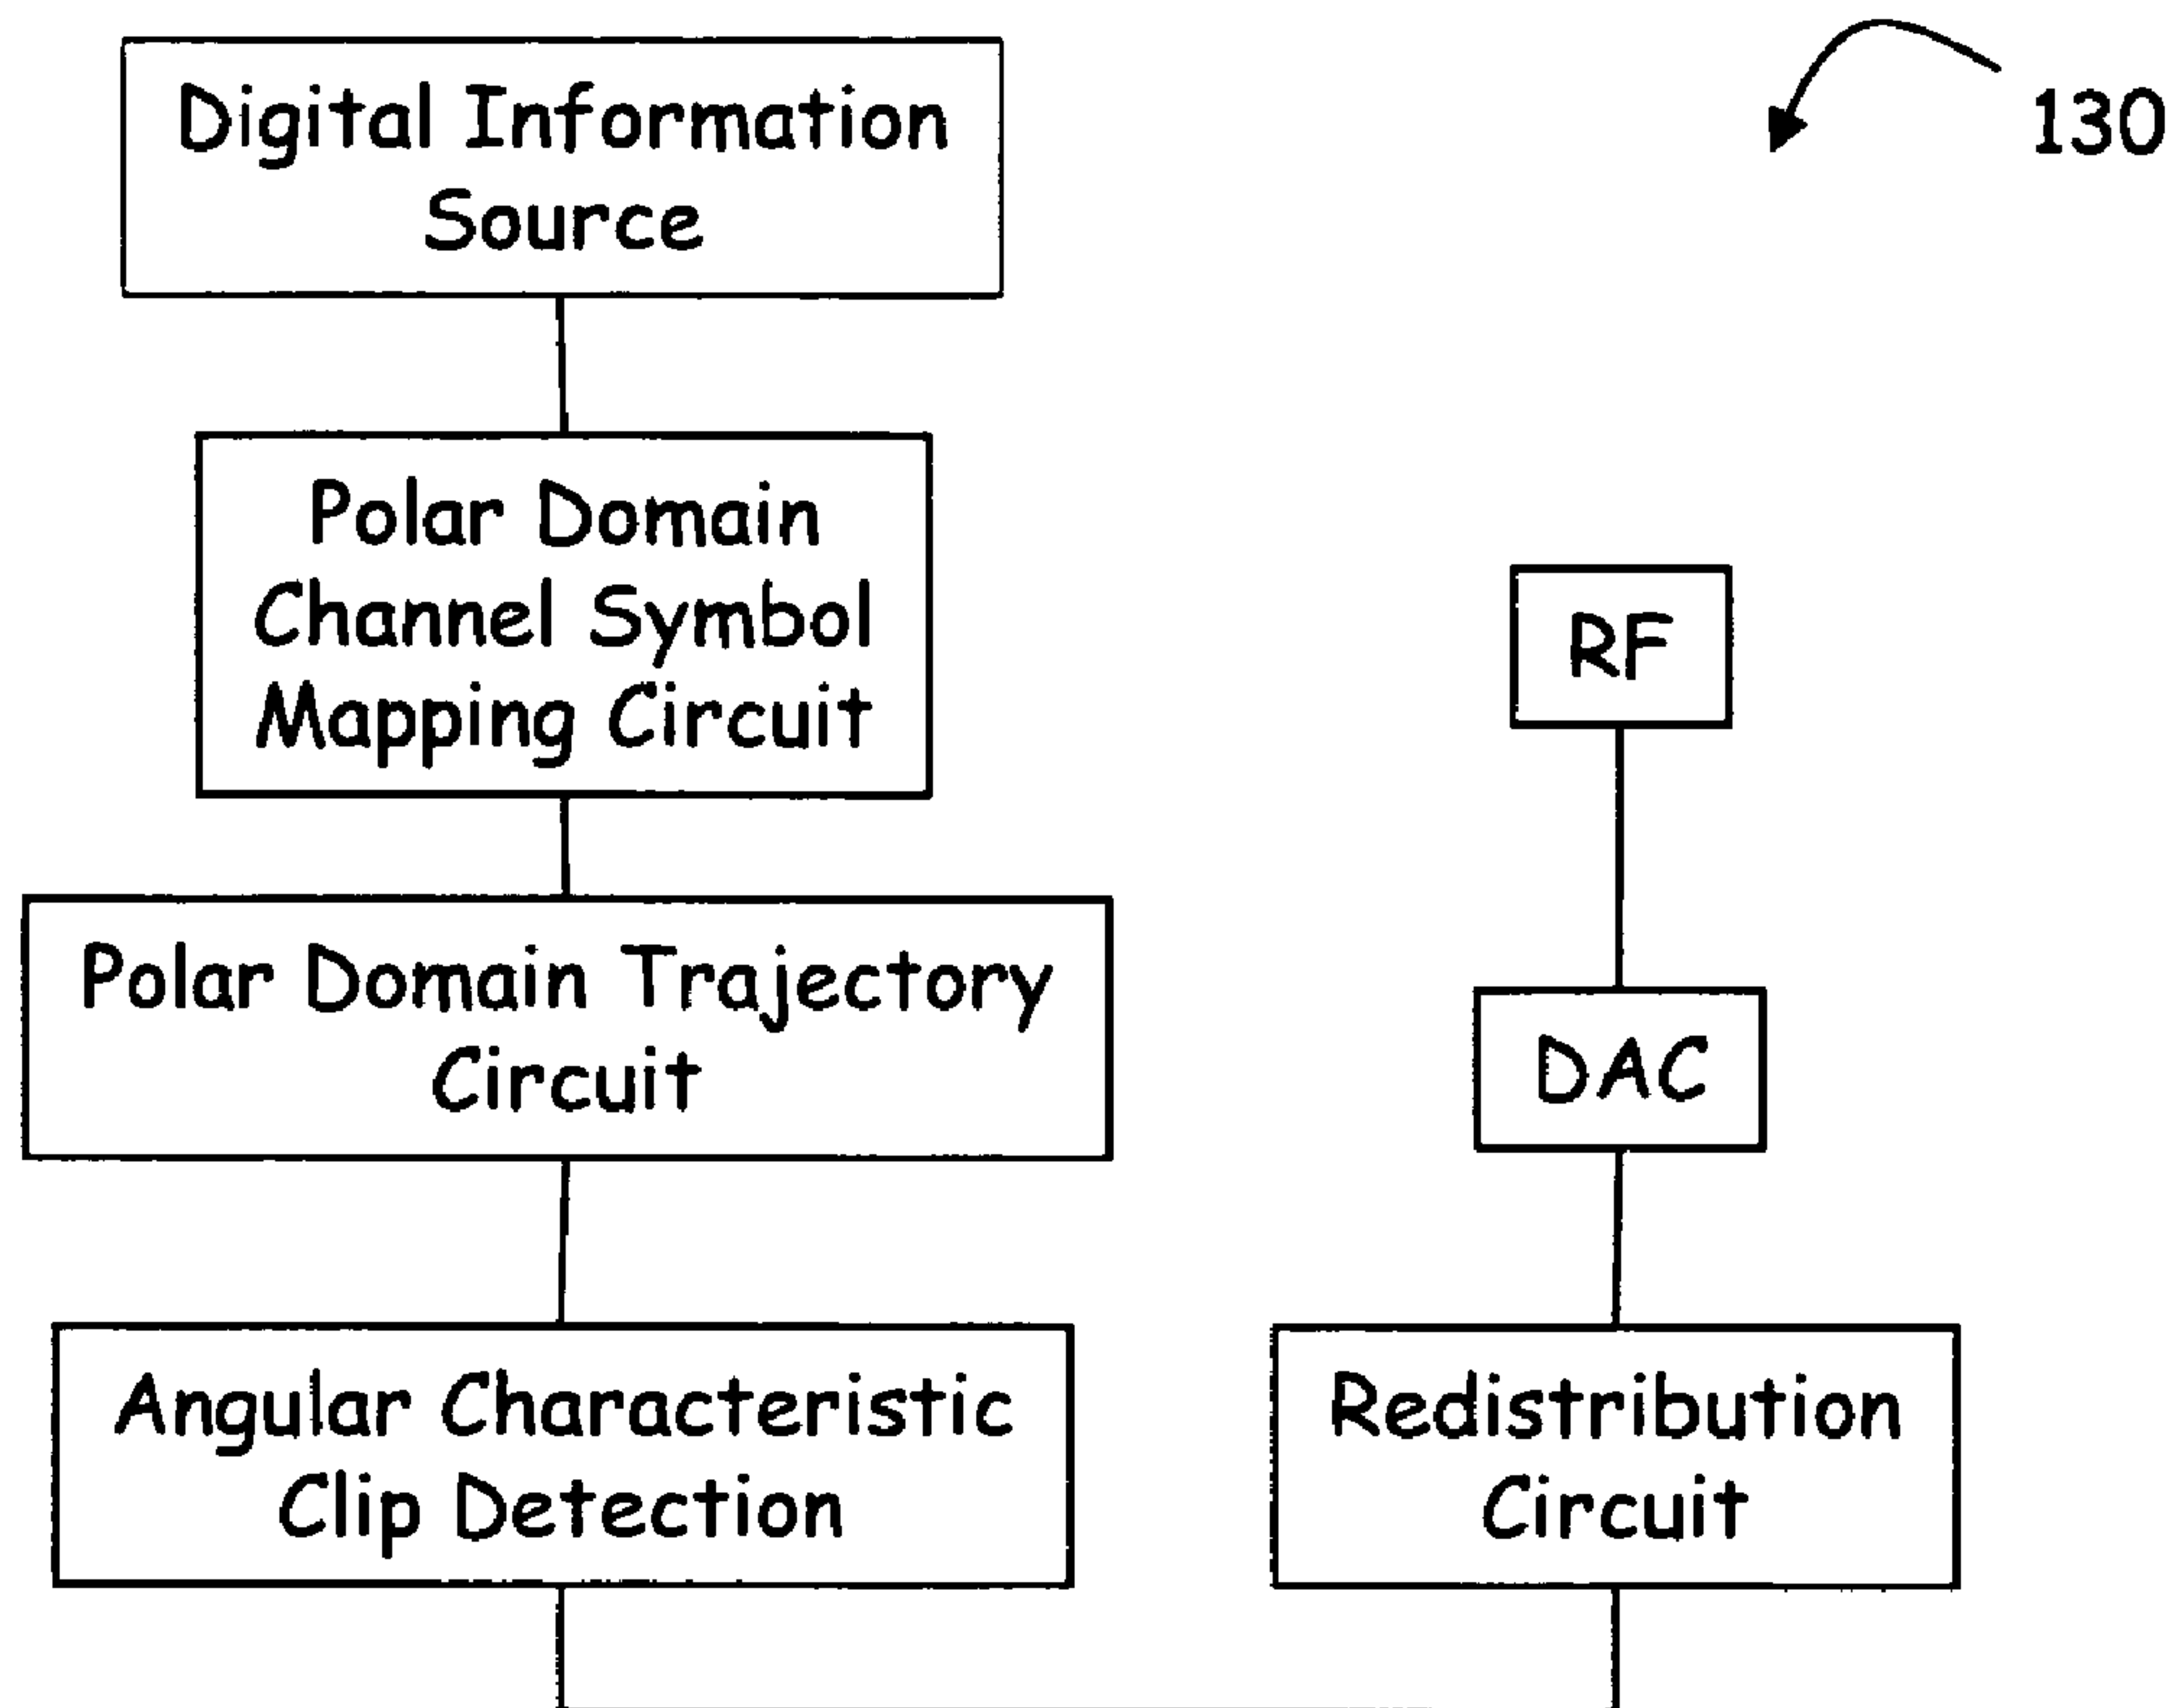 130
Digital Information
Source
Polar Domain
Channel Symbol
Mapping Circuit
Polar Domain Trajectory
Circuit
Angular Characteristic
Clip Detection
RF
DAC
Redistribution
Circuit